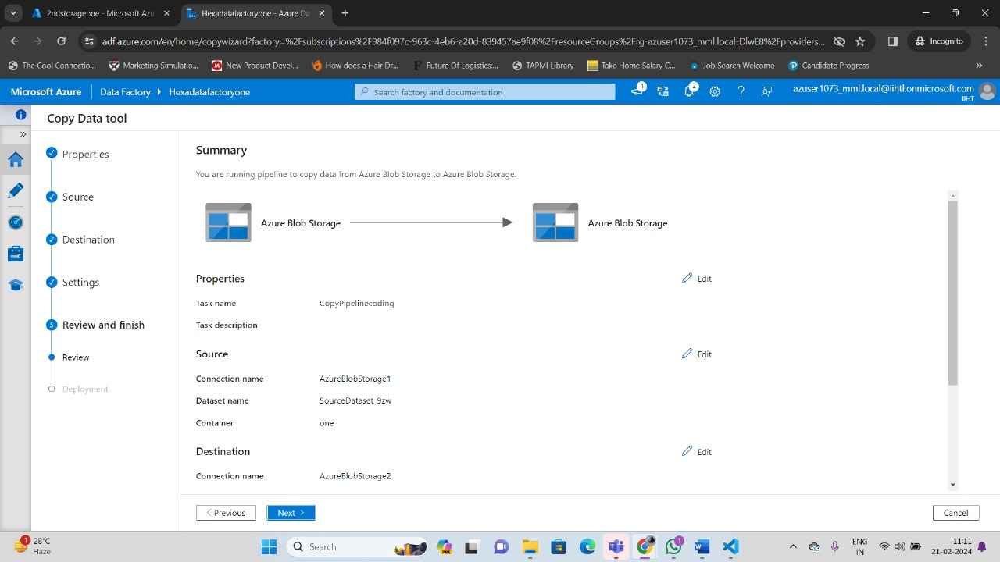 2ndstorageone - Microsoft Azu
Hexadatafactoryone - Azure Da
adf.azure.com/en/home/copywizard?factory=%2Fsubscriptions%2F984f097c-963c-4eb6-a20d-839457ae9f08%2FresourceGroups%2Frg-azuser1073_mml.local-DlwE8%2Fproviders...
Incognito
The Cool Connectio...
Marketing Simulatio...
New Product Devel...
How does a Hair Dr...
Future Of Logistics:...
TAPMI Library
Take Home Salary C...
Job Search Welcome
Candidate Progress
Microsoft Azure
Data Factory
Hexadatafactoryone
Search factory and documentation
1
2
azuser1073_mml.local@iihtl.onmicrosoft.com
IIHT
Copy Data tool
Properties
Source
Destination
Settings
5 Review and finish
Review
Deployment
Summary
You are running pipeline to copy data from Azure Blob Storage to Azure Blob Storage.
Azure Blob Storage
Azure Blob Storage
Properties
Edit
Task name CopyPipelinecoding
Task description
Source
Edit
Connection name AzureBlobStorage1
Dataset name SourceDataset_9zw
Container one
Destination
Edit
Connection name AzureBlobStorage2
Previous
Next
Cancel
1
28°C
Haze
Search
PRE
1
ENG
IN
11:11
21-02-2024